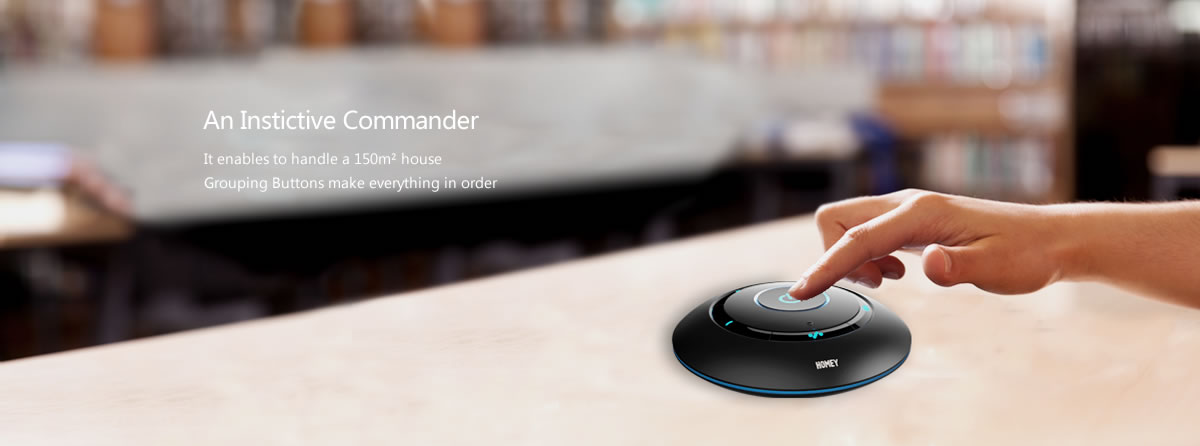 An Instictive Commander
It enables to handle a 150m² house
Grouping Buttons make everything in order
HOMEY